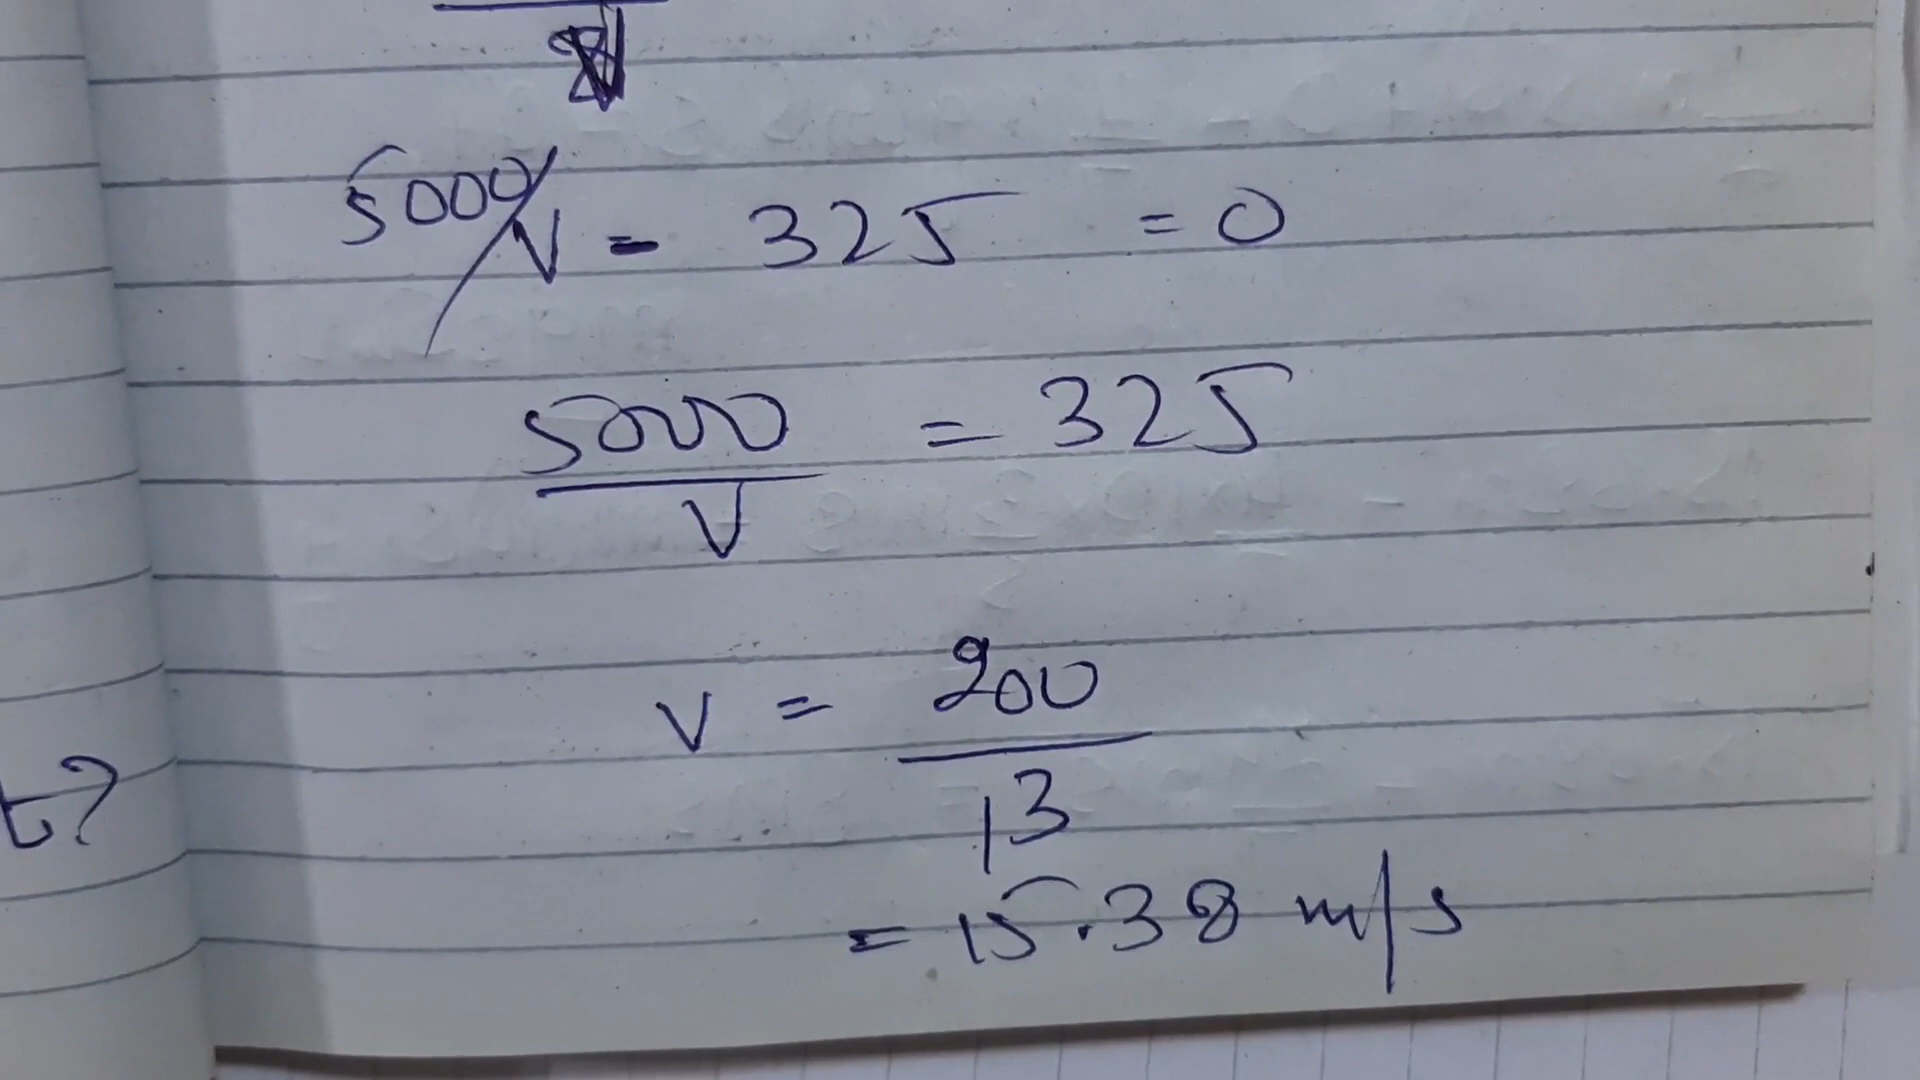 5000/V - 325 = 0
5000 = 325
V
V = 200
13
= 15.38 m/s
t?